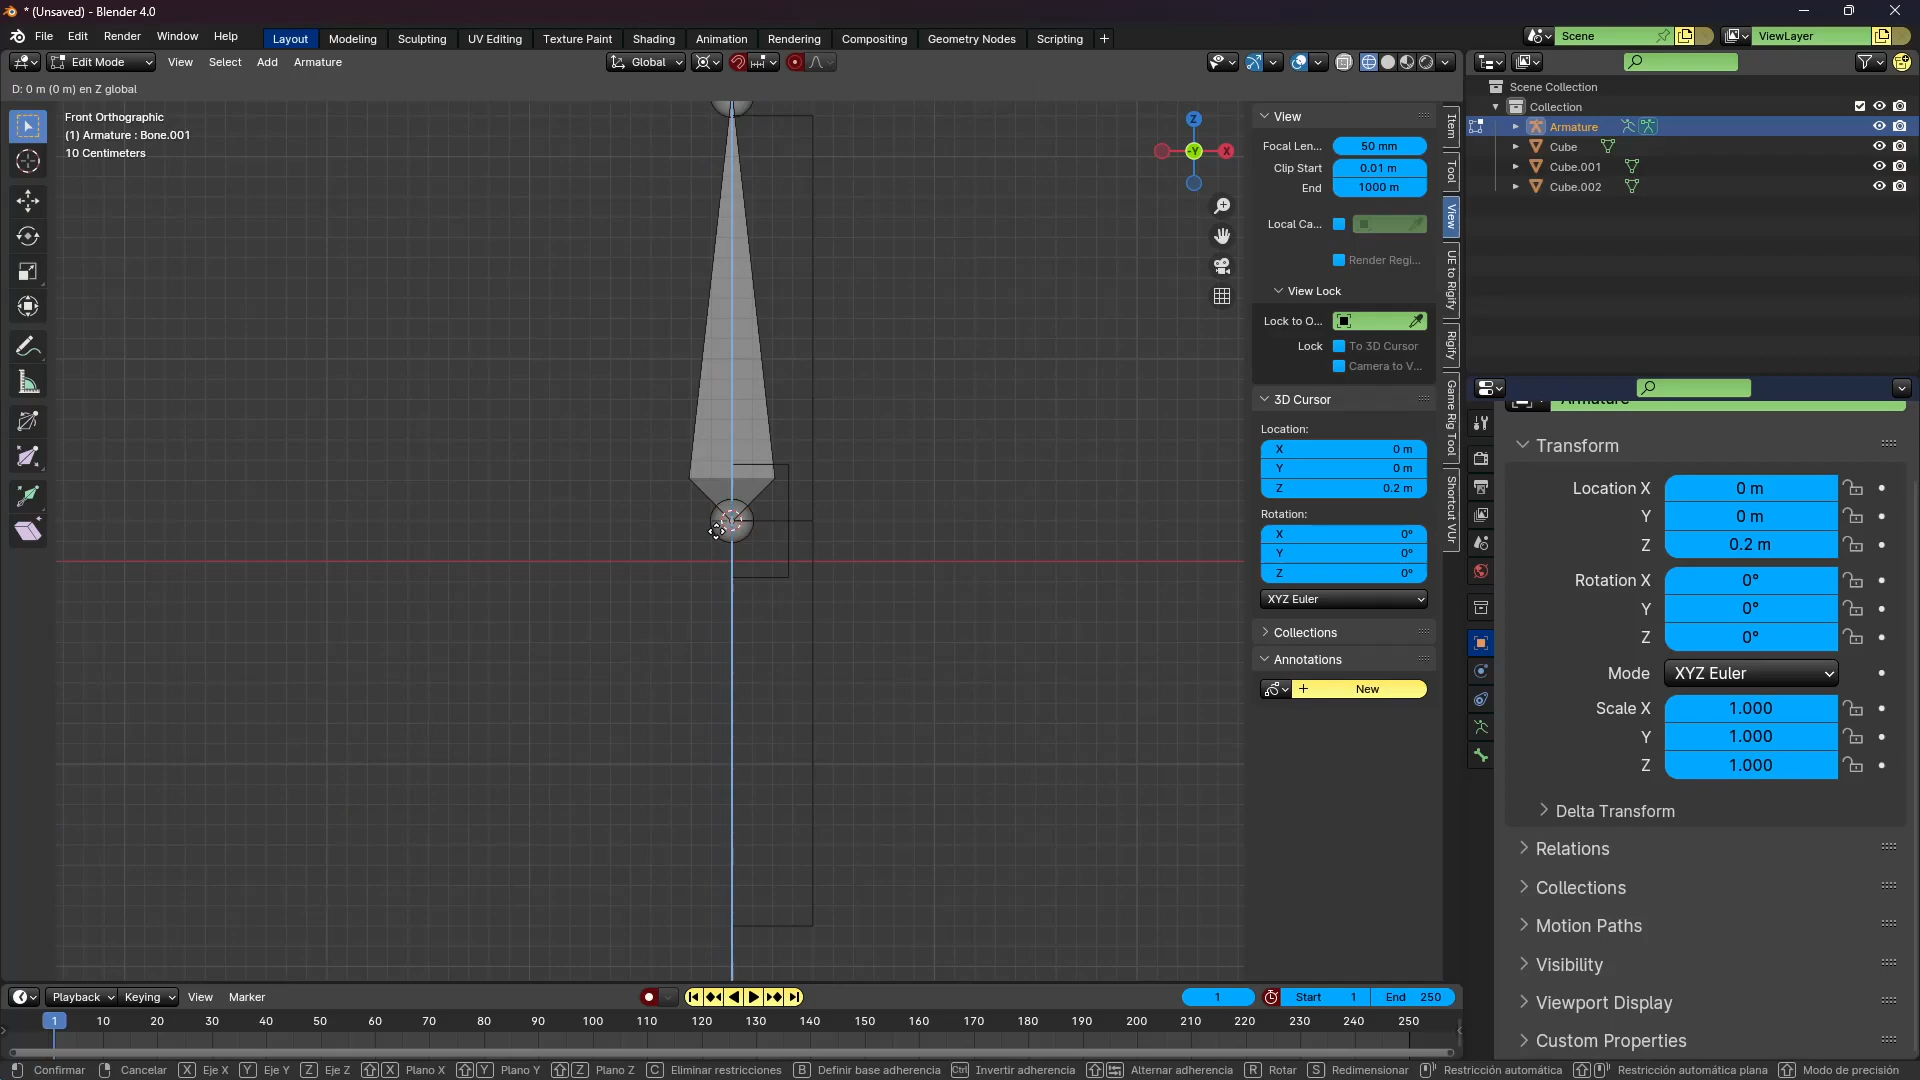 * (Unsaved) - Blender 4.0
File Edit Render Window Help Layout Modeling Sculpting UV Editing Texture Paint Shading Animation Rendering Compositing Geometry Nodes Scripting + Scene ViewLayer
Edit Mode View Select Add Armature Global
D: 0 m (0 m) en Z global
Front Orthographic
(1) Armature : Bone.001
10 Centimeters
Z
-Y
X
View
Focal Len... 50 mm
Clip Start 0.01 m
End 1000 m
Local Ca...
Render Regi...
View Lock
Lock to O...
Lock To 3D Cursor
Camera to V...
3D Cursor
Location:
X 0 m
Y 0 m
Z 0.2 m
Rotation:
X 0°
Y 0°
Z 0°
XYZ Euler
Collections
Annotations
+ New
Item
Tool
View
UE to Rigify
Rigify
Game Rig Tool
Shortcut VUr
Scene Collection
Collection
Armature
Cube
Cube.001
Cube.002
Transform
Location X 0 m
Y 0 m
Z 0.2 m
Rotation X 0°
Y 0°
Z 0°
Mode XYZ Euler
Scale X 1.000
Y 1.000
Z 1.000
Delta Transform
Relations
Collections
Motion Paths
Visibility
Viewport Display
Custom Properties
Playback Keying View Marker 1 Start 1 End 250
1 10 20 30 40 50 60 70 80 90 100 110 120 130 140 150 160 170 180 190 200 210 220 230 240 250
Confirmar Cancelar X Eje X Y Eje Y Z Eje Z X Plano X Y Plano Y Z Plano Z C Eliminar restricciones B Definir base adherencia Ctrl Invertir adherencia Alternar adherencia R Rotar S Redimensionar Restricción automática Restricción automática plana Modo de precisión